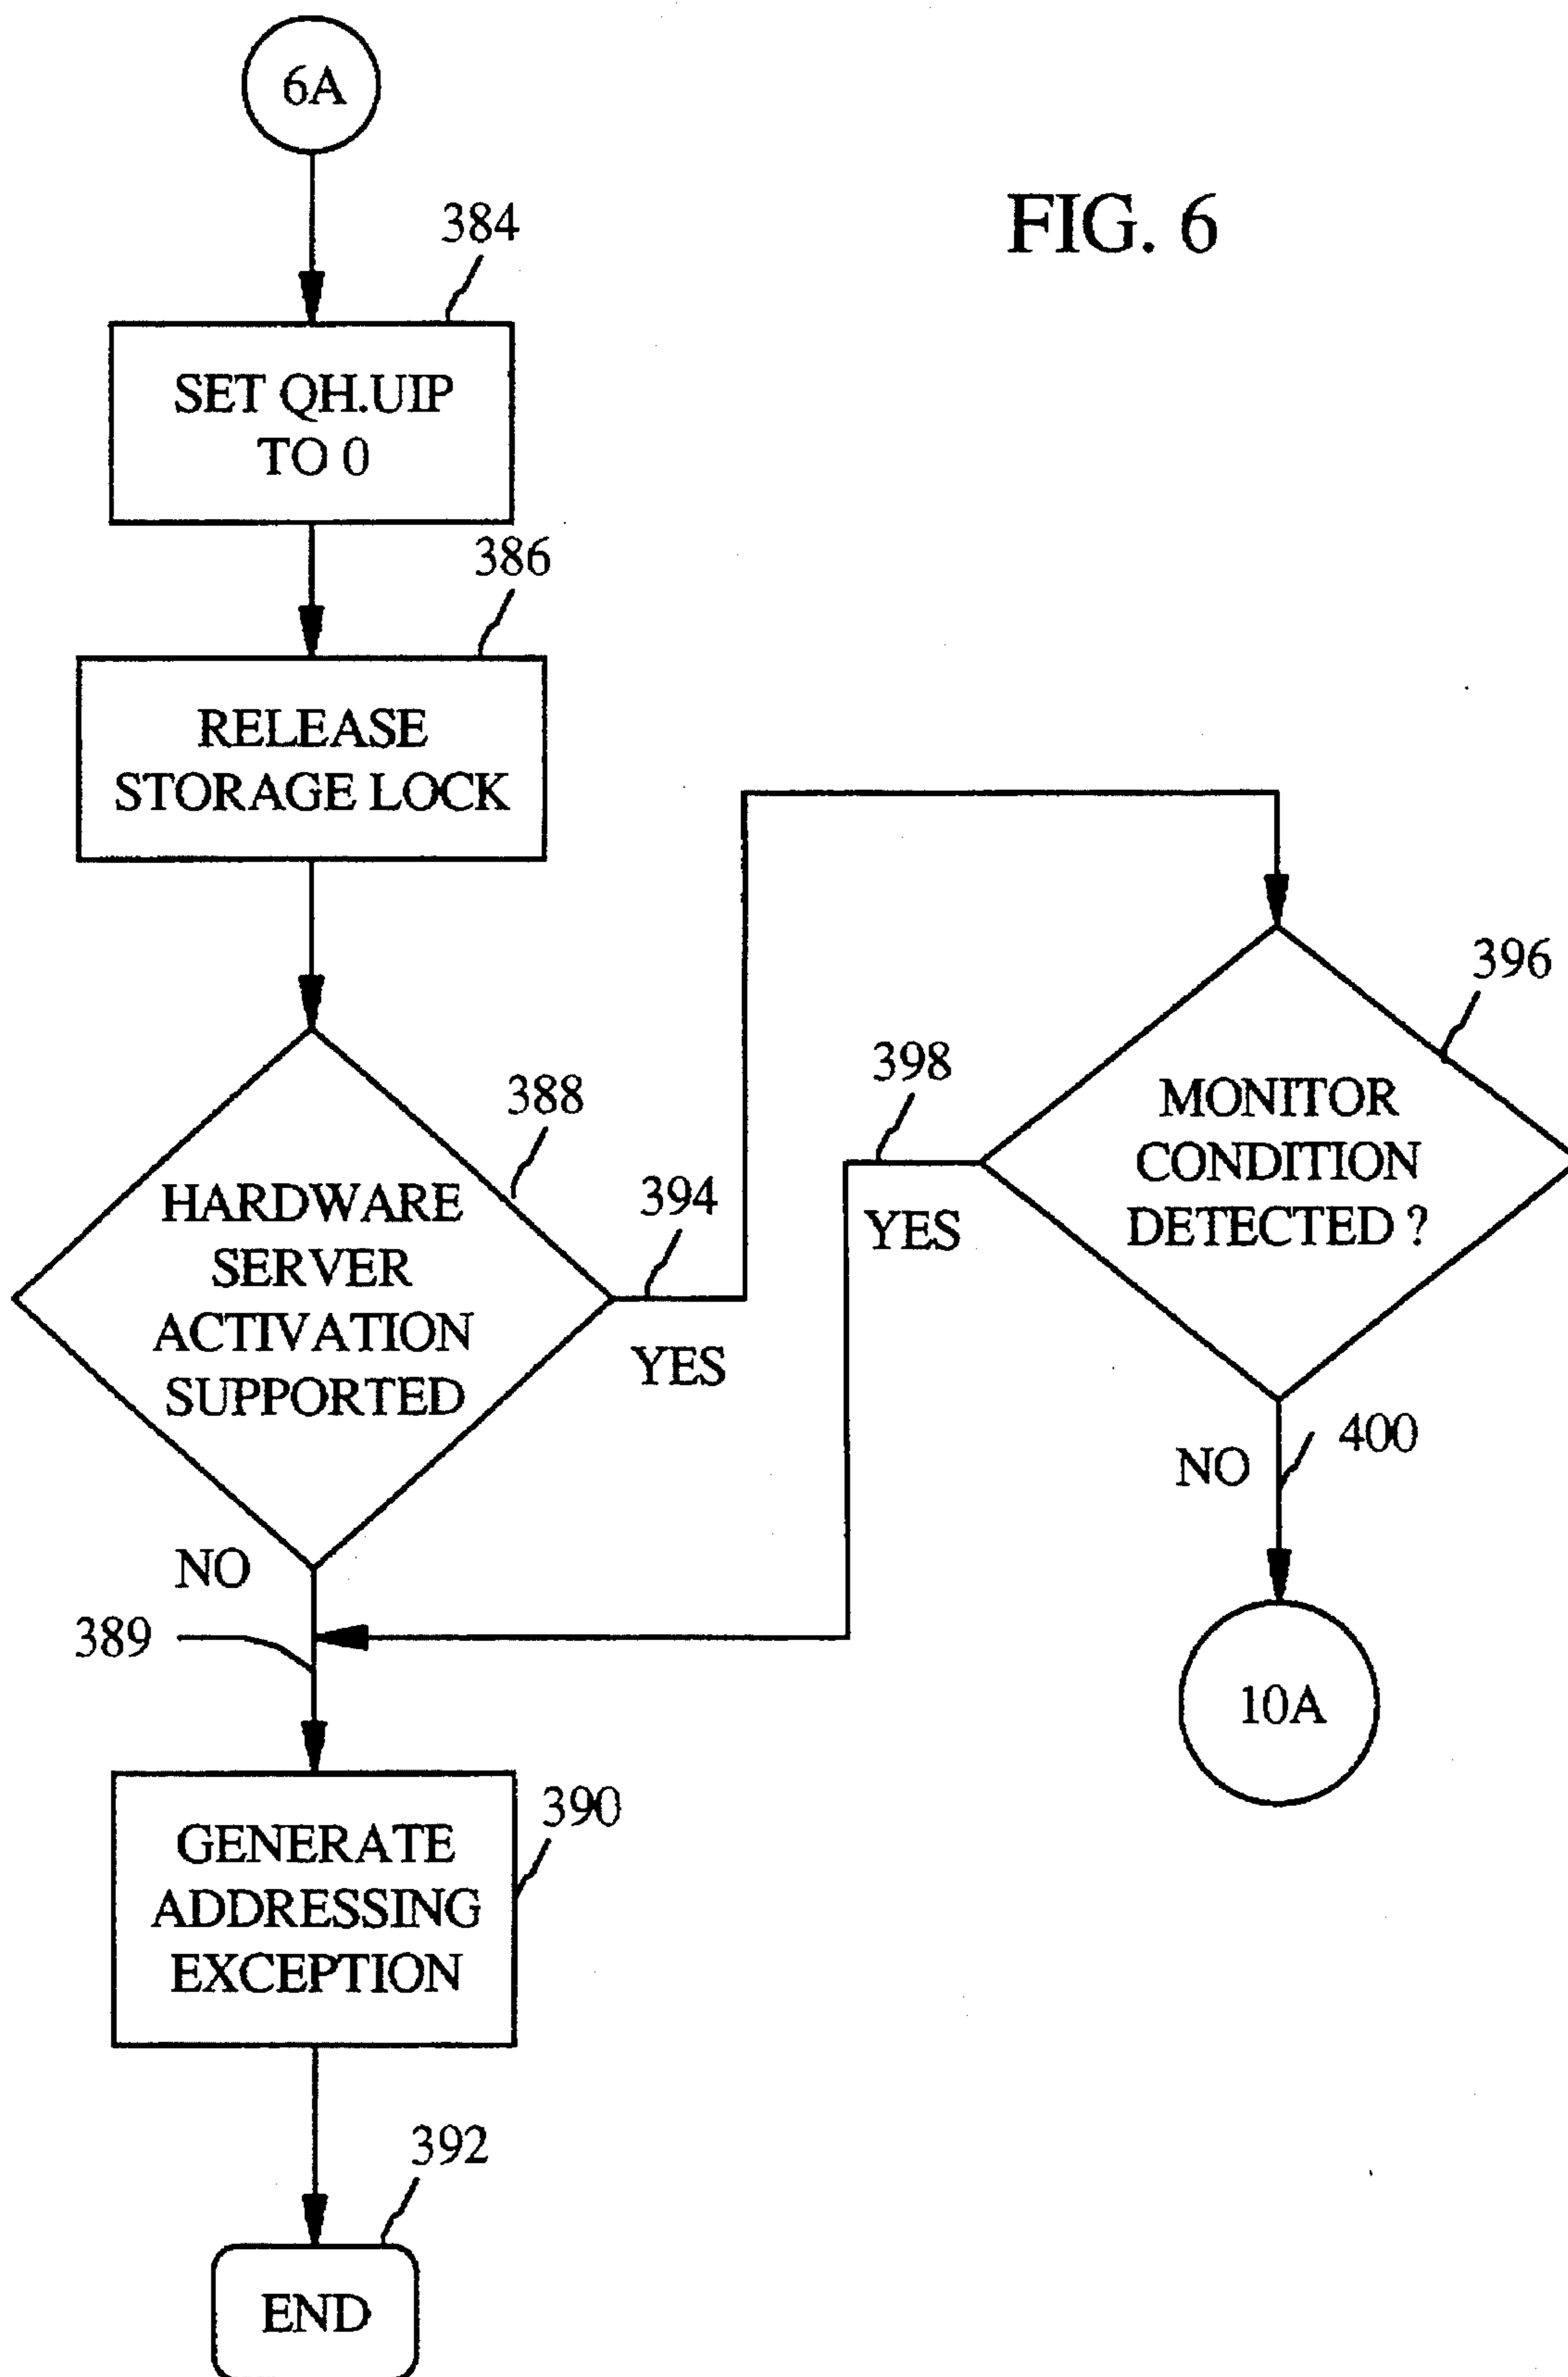 6A
FIG. 6
384
SET QH.UIP
TO 0
386
RELEASE
STORAGE LOCK
388
HARDWARE
SERVER
ACTIVATION
SUPPORTED
394
YES
396
MONITOR
CONDITION
DETECTED ?
398
YES
400
NO
10A
NO
389
390
GENERATE
ADDRESSING
EXCEPTION
392
END